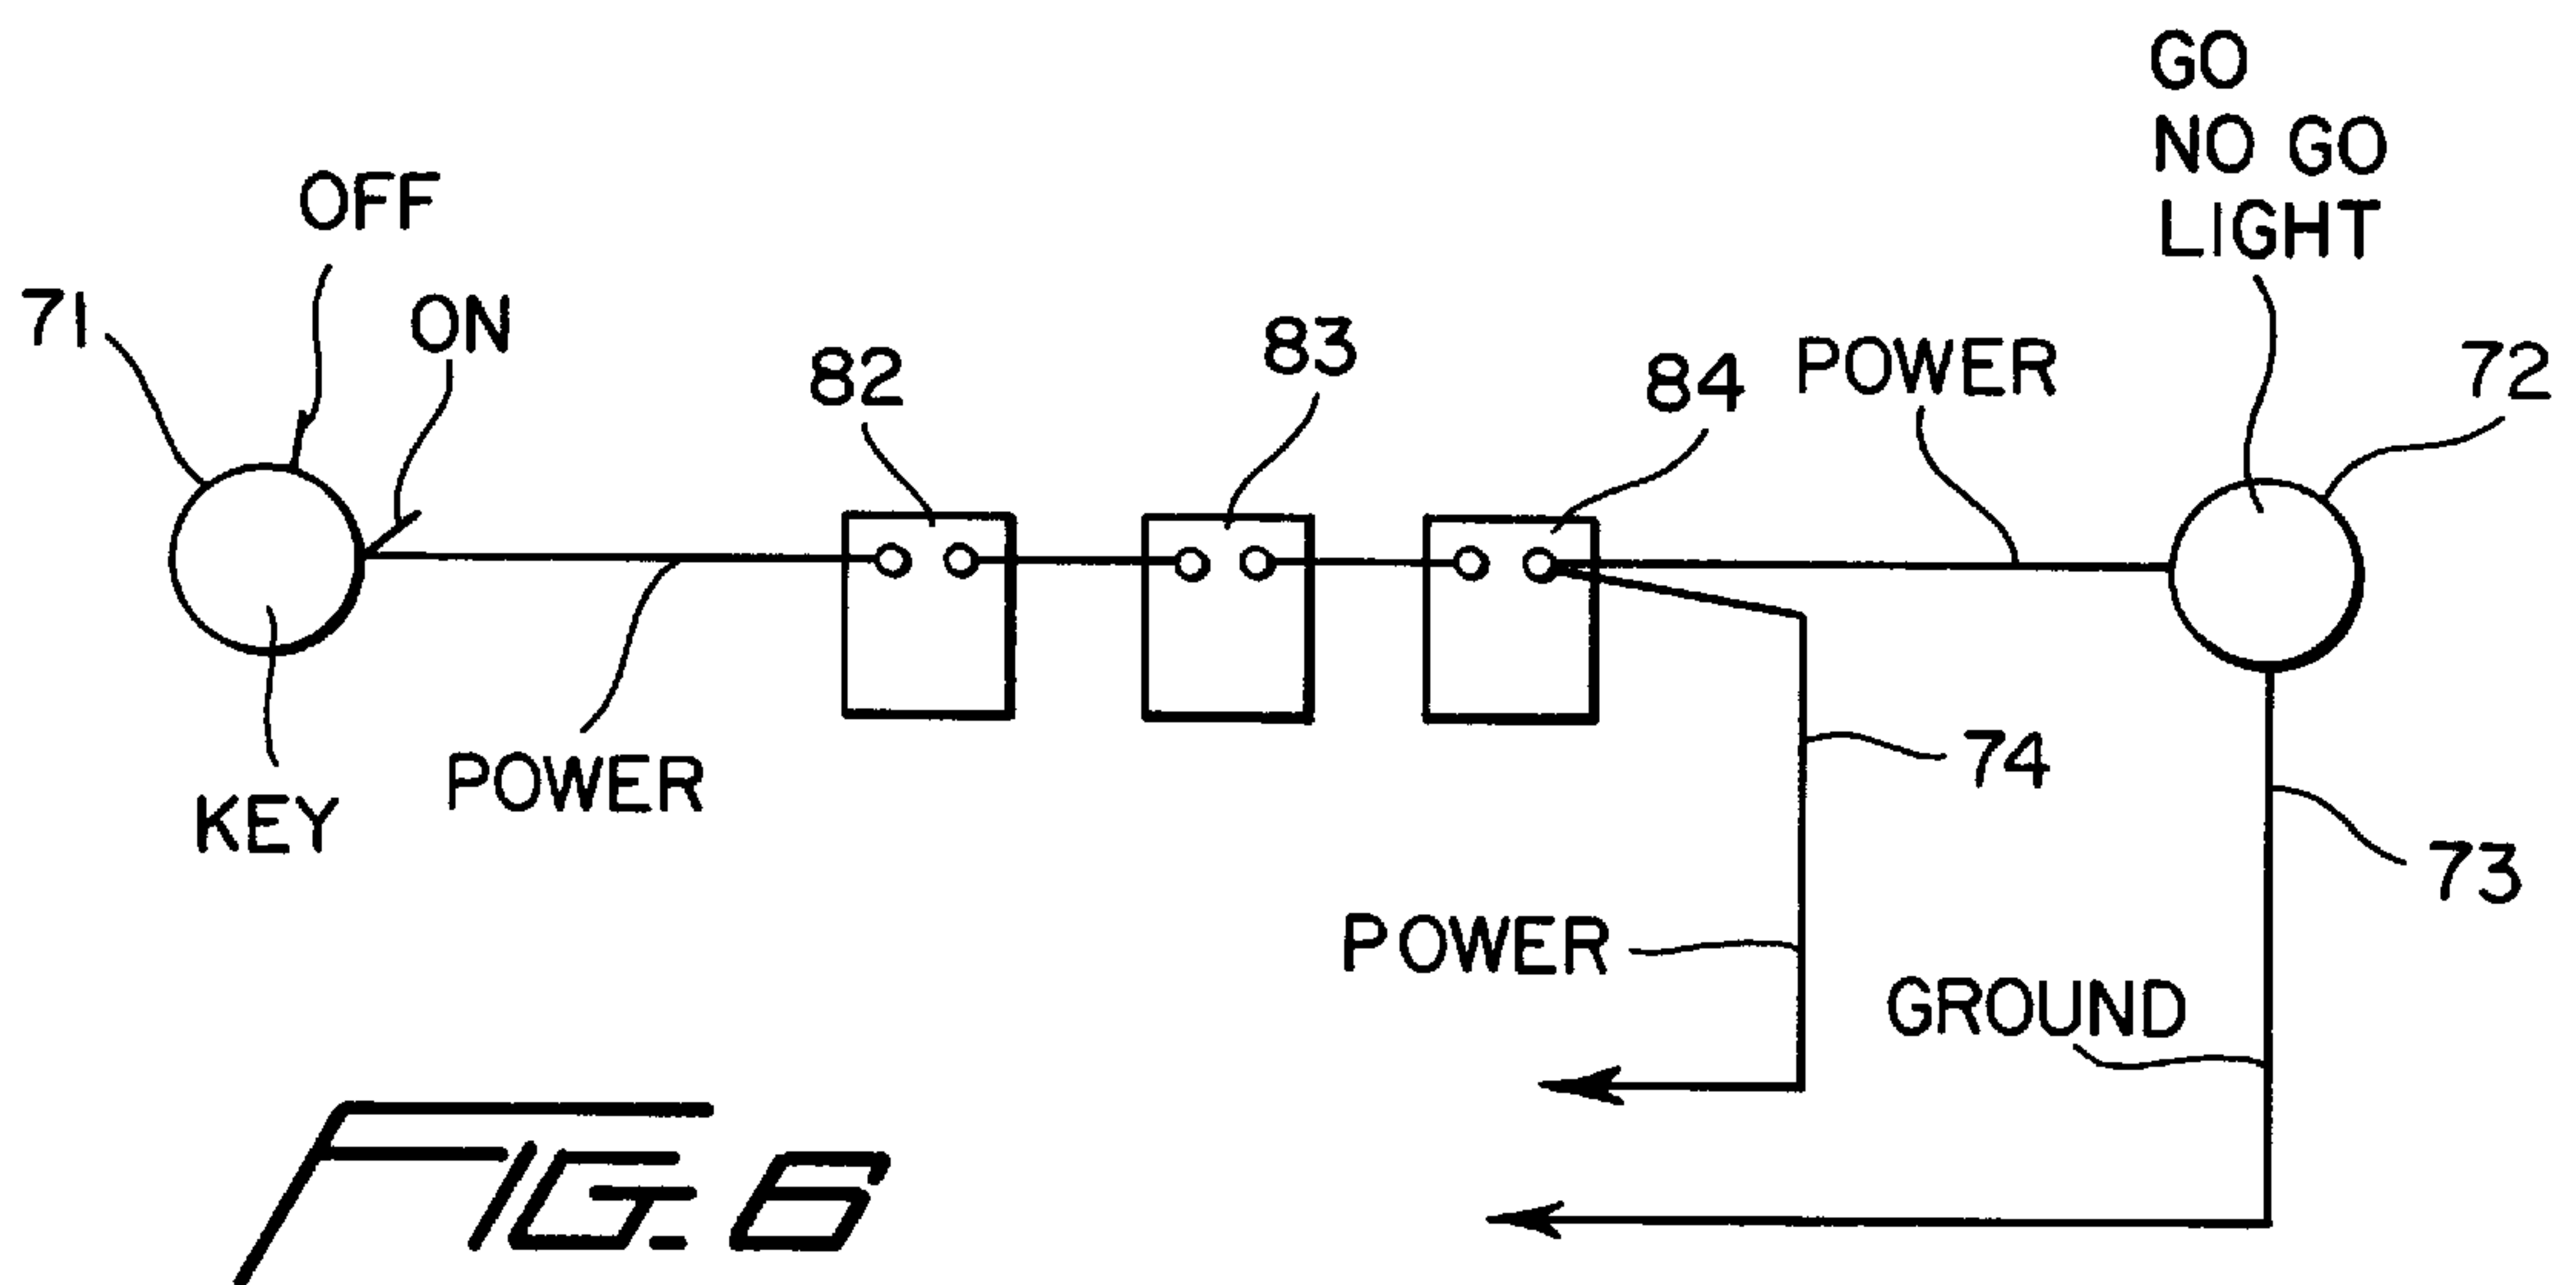 GO
NO GO
LIGHT
OFF
71
ON
82
83
84
POWER
72
KEY
POWER
74
73
POWER
GROUND
FIG. 6